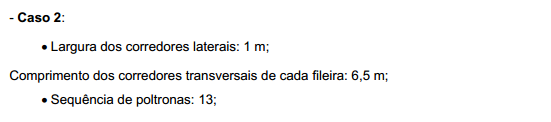 - Caso 2:
• Largura dos corredores laterais: 1 m;
Comprimento dos corredores transversais de cada fileira: 6,5 m;
• Sequência de poltronas: 13;